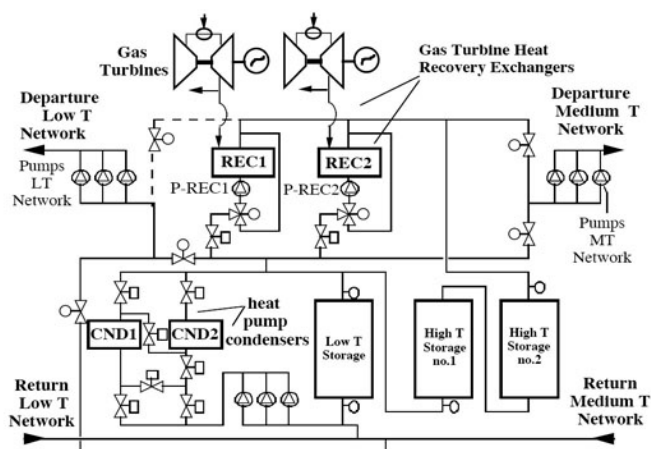 Gas
Turbines
Gas Turbine Heat
Recovery Exchangers
Departure
Low T
Network
Departure
Medium T
Network
REC1
REC2
Pumps
LT
Network
P-REC1
P-REC2
Pumps
MT
Network
CND1
CND2
heat
pump
condensers
Low T
Storage
High T
Storage
no.1
High T
Storage
no.2
Return
Low T
Network
Return
Medium T
Network